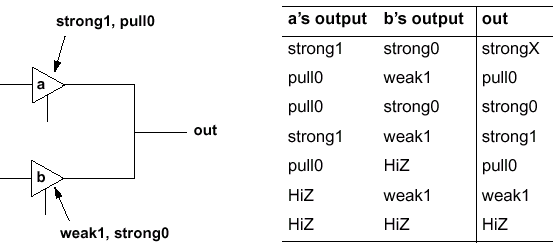 strong1, pull0
a
out
b
weak1, strong0
a's output b's output out
strong1 strong0 strongX
pull0 weak1 pull0
pull0 strong0 strong0
strong1 weak1 strong1
pull0 HiZ pull0
HiZ weak1 weak1
HiZ HiZ HiZ